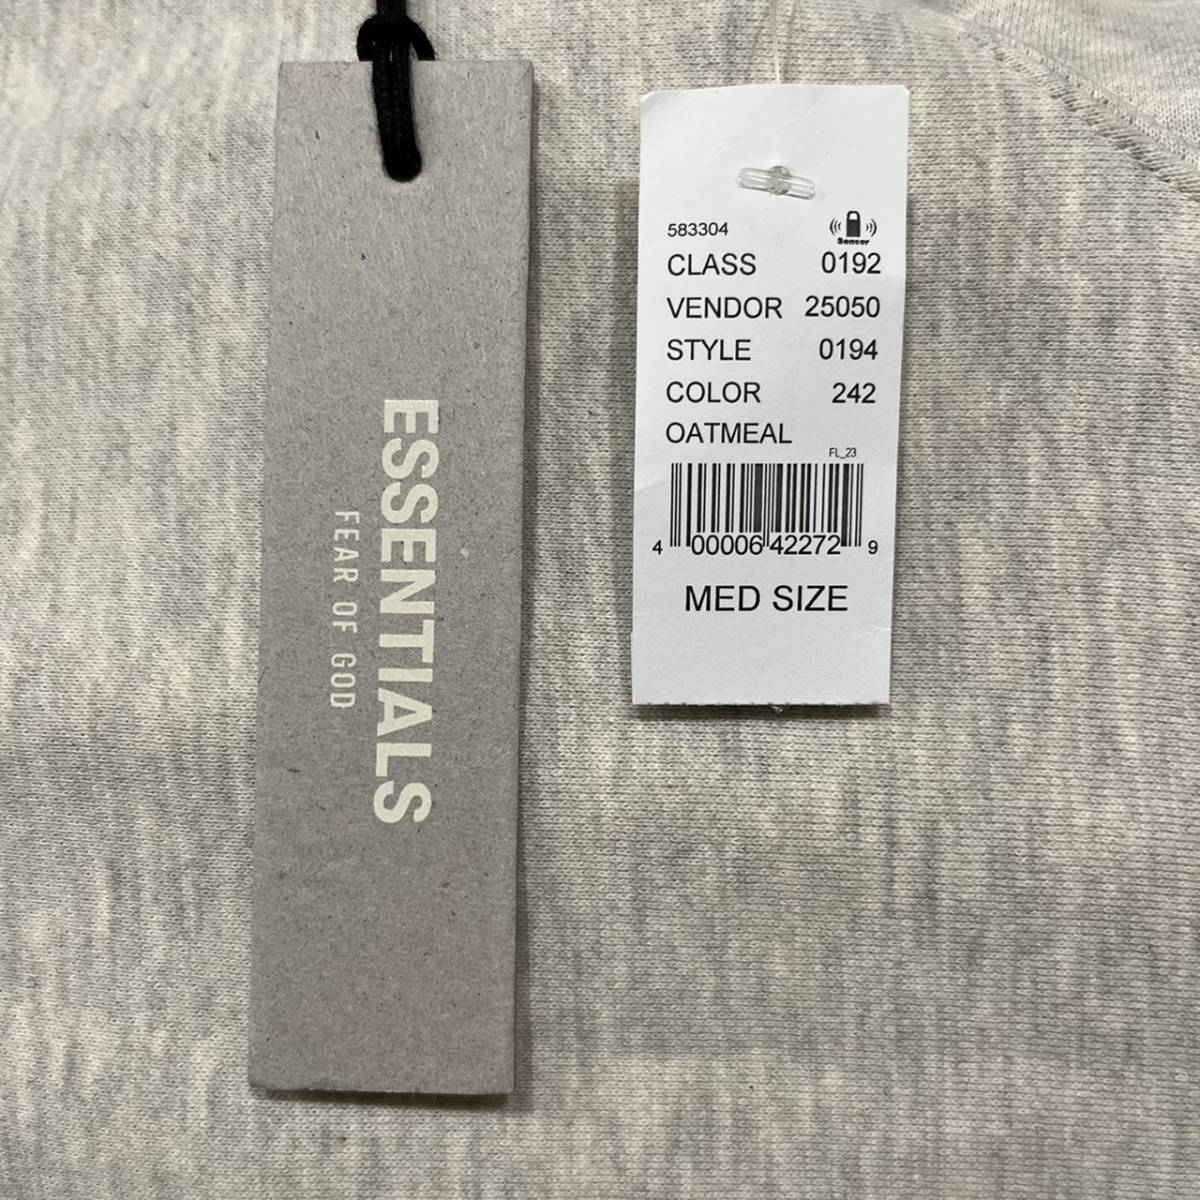 ESSENTIALS
FEAR OF GOD
583304
Sensor
CLASS 0192
VENDOR 25050
STYLE 0194
COLOR 242
OATMEAL
FL_23
4 00006 42272 9
MED SIZE